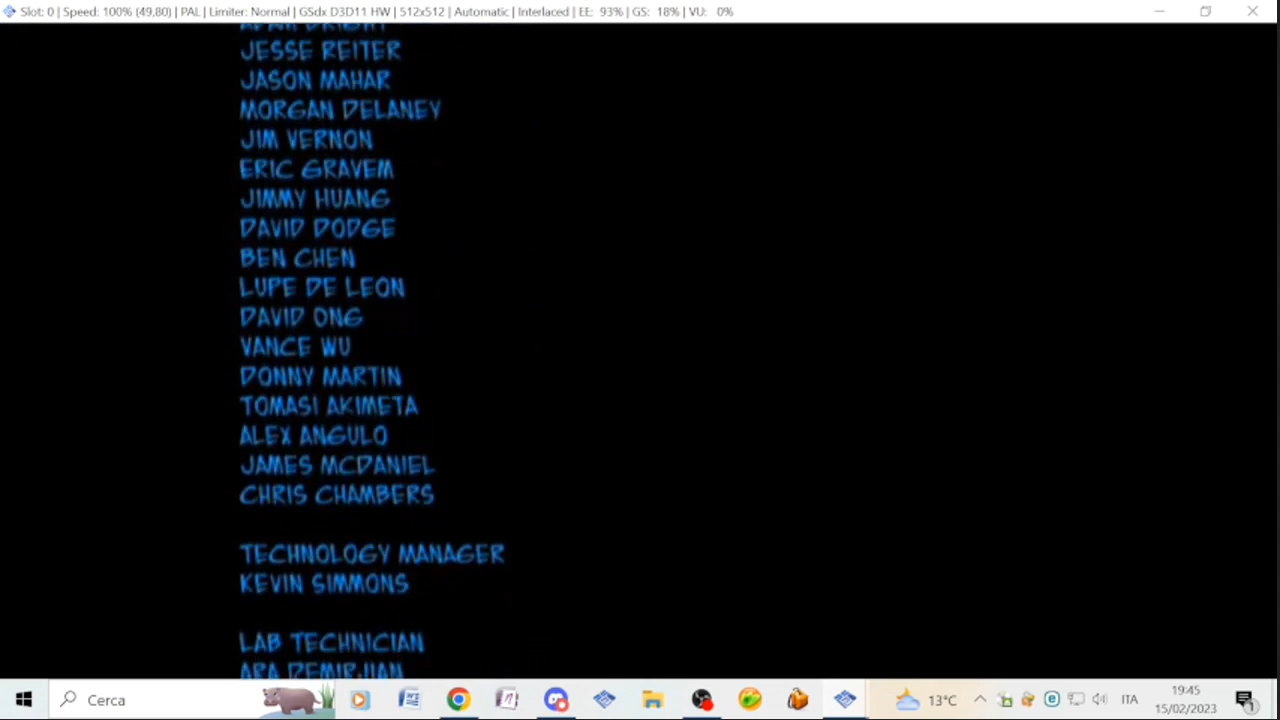 Slot: 0 | Speed: 100% (49,80) | PAL | Limiter: Normal | GSdx D3D11 HW | 512x512 | Automatic | Interlaced | EE: 93% | GS: 18% | VU: 0%
JESSE REITER
JASON MAHAR
MORGAN DELANEY
JIM VERNON
ERIC GRAVEM
JIMMY HUANG
DAVID DODGE
BEN CHEN
LUPE DE LEON
DAVID ONG
VANCE WU
DONNY MARTIN
TOMASI AKIMETA
ALEX ANGULO
JAMES MCDANIEL
CHRIS CHAMBERS
TECHNOLOGY MANAGER
KEVIN SIMMONS
LAB TECHNICIAN
ARA DEMIRJIAN
Cerca
13°C
ITA
19:45
15/02/2023
1